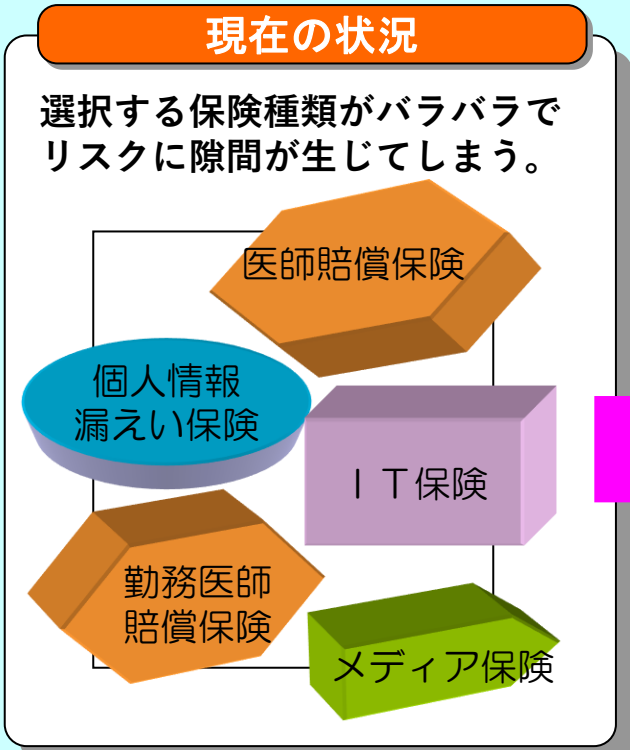 現在の状況
選択する保険種類がバラバラで
リスクに隙間が生じてしまう。
医師賠償保険
個人情報
漏えい保険
ＩＴ保険
勤務医師
賠償保険
メディア保険